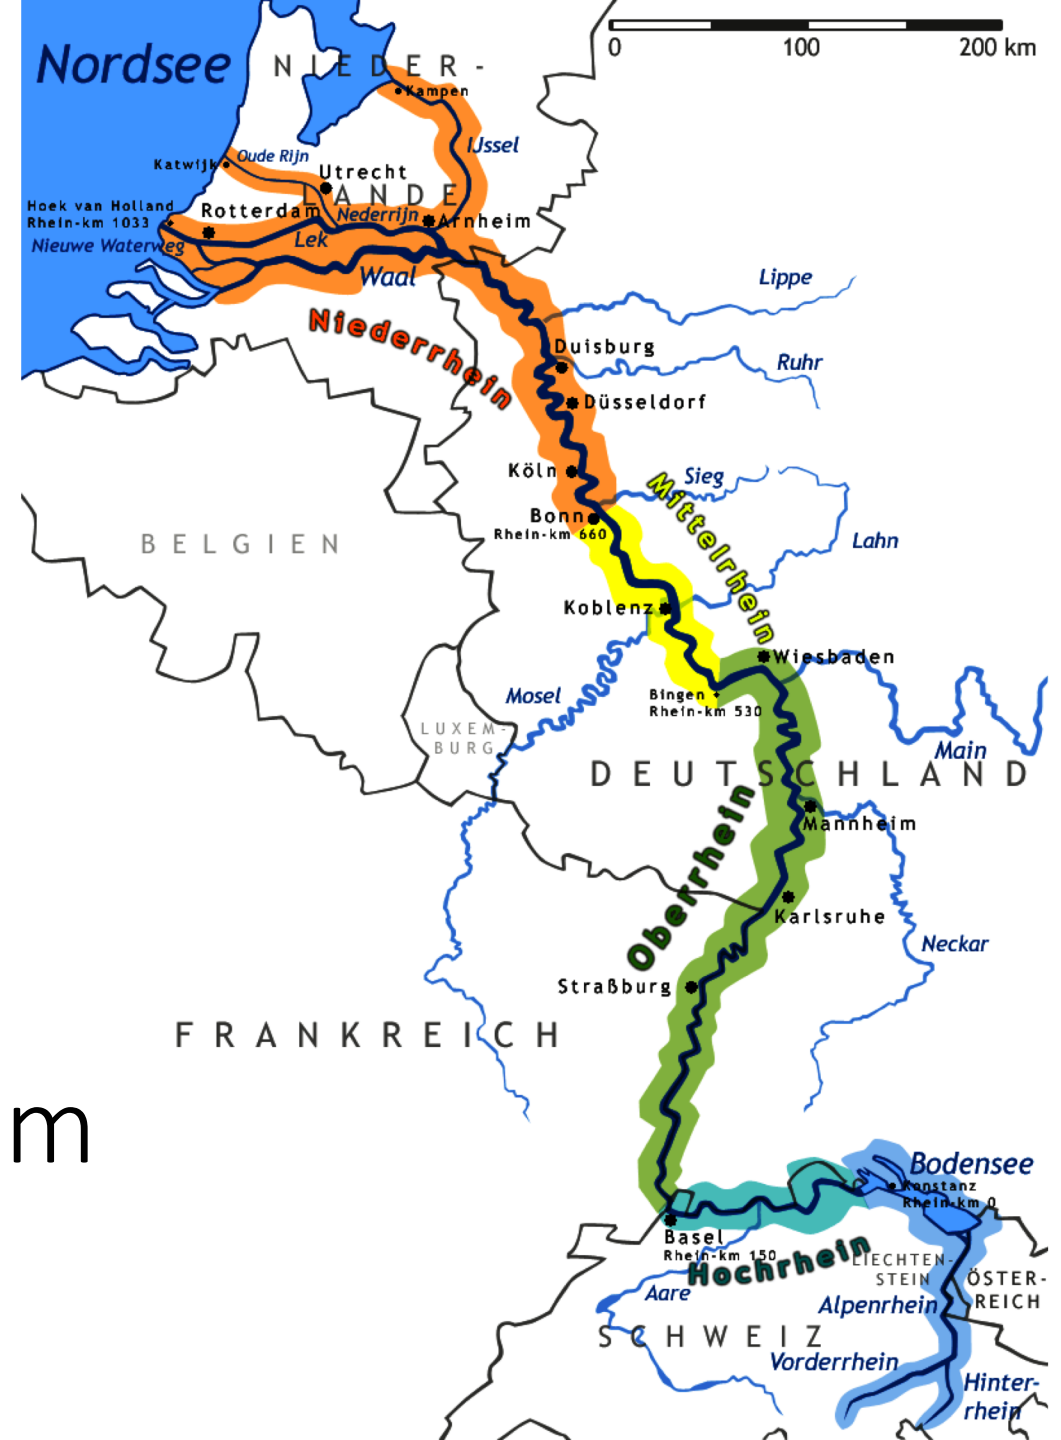 0 100 200 km
Nordsee
NIEDER-
Kampen
IJssel
Katwijk
Oude Rijn
Utrecht
LANDE
Hoek van Holland
Rhein-km 1033
Rotterdam
Nederrijn
Arnheim
Nieuwe Waterweg
Lek
Waal
Lippe
Niederrhein
Duisburg
Ruhr
Düsseldorf
Köln
Sieg
Mittelrhein
Bonn
Rhein-km 660
BELGIEN
Lahn
Koblenz
Wiesbaden
Mosel
Bingen
Rhein-km 530
LUXEM-
BURG
Main
DEUTSCHLAND
Mannheim
Oberrhein
Karlsruhe
Neckar
Straßburg
FRANKREICH
m
Bodensee
Konstanz
Rhein-km 0
Basel
Rhein-km 150
Hochrhein
LIECHTEN-
STEIN
ÖSTER-
REICH
Aare
Alpenrhein
SCHWEIZ
Vorderrhein
Hinter-
rhein